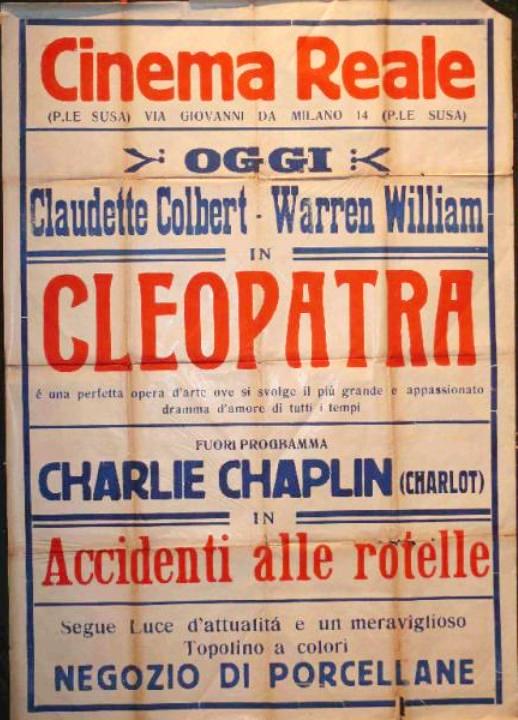 Cinema Reale
(P.LE SUSA) VIA GIOVANNI DA MILANO 14 (P.LE SUSA)
OGGI
Claudette Colbert - Warren William
IN
CLEOPATRA
é una perfetta opera d'arte ove si svolge il più grande e appassionato
dramma d'amore di tutti i tempi
FUORI PROGRAMMA
CHARLIE CHAPLIN (CHARLOT)
IN
Accidenti alle rotelle
Segue Luce d'attualitá e un meraviglioso
Topolino a colori
NEGOZIO DI PORCELLANE